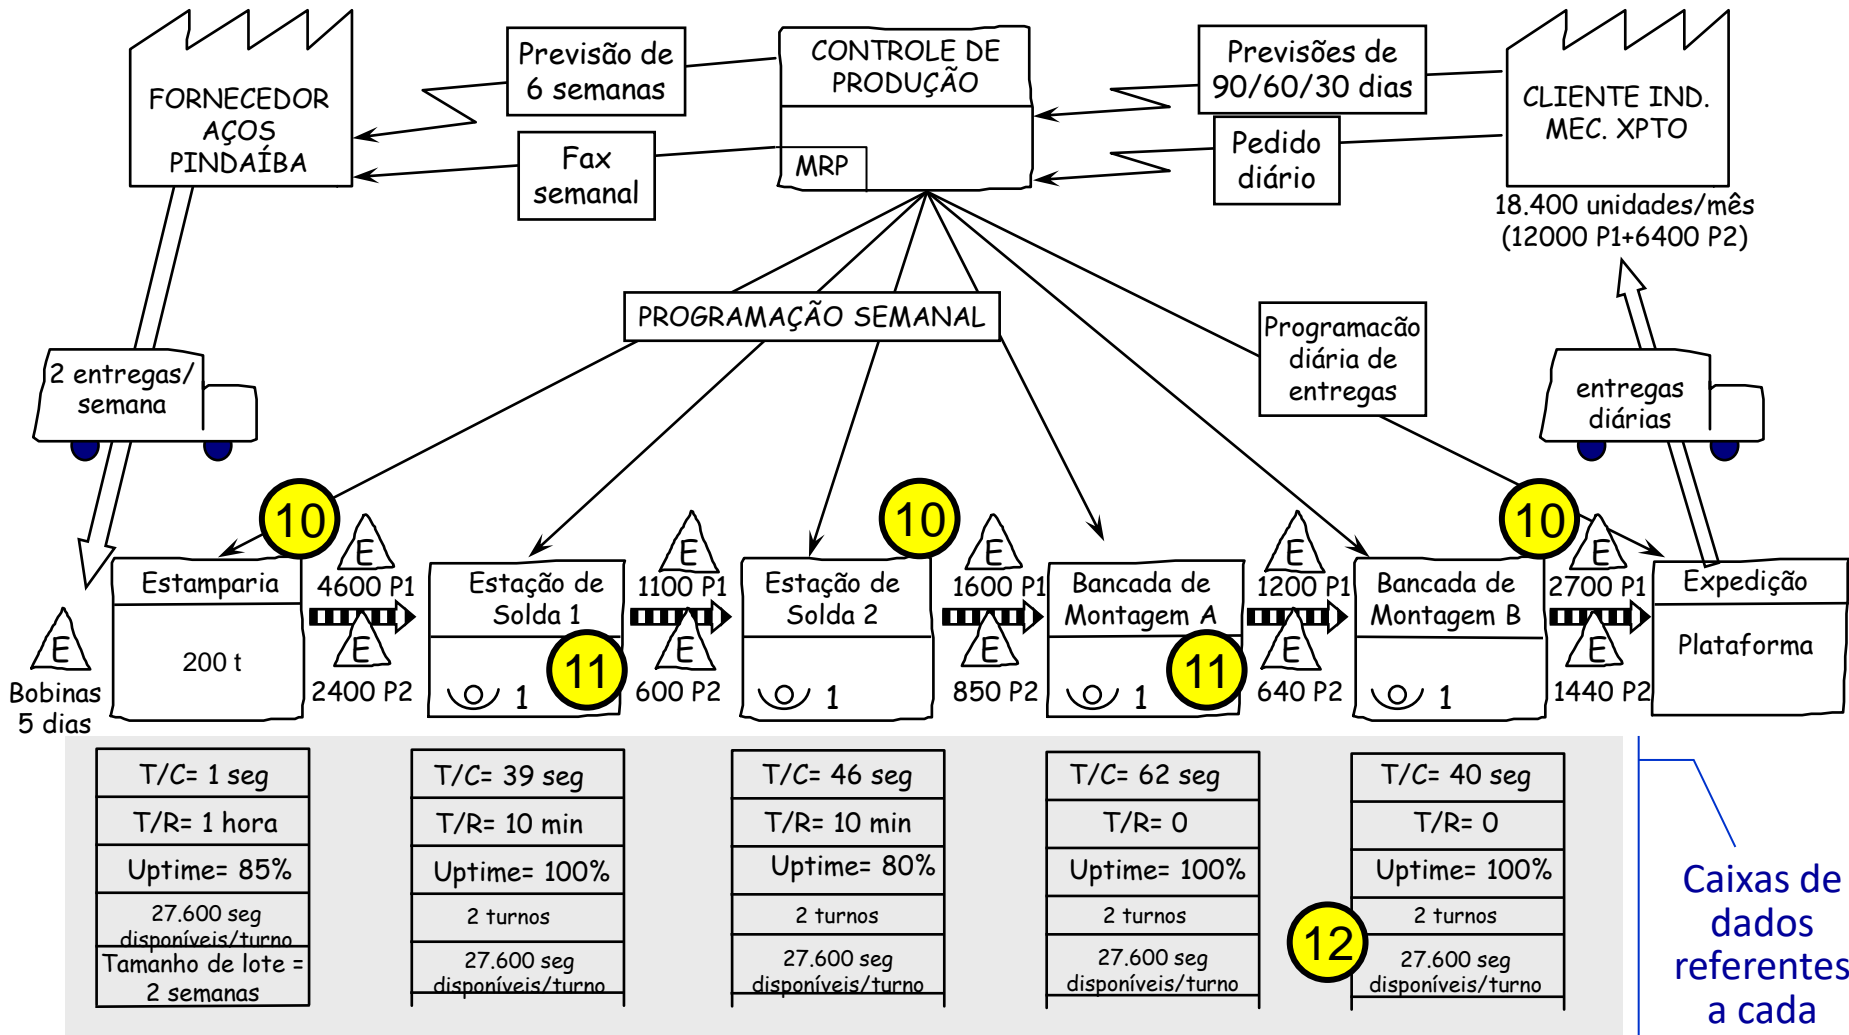 FORNECEDOR
AÇOS
PINDAÍBA
Previsão de
6 semanas
Fax
semanal
CONTROLE DE
PRODUÇÃO
MRP
Previsões de
90/60/30 dias
Pedido
diário
CLIENTE IND.
MEC. XPTO
18.400 unidades/mês
(12000 P1+6400 P2)
PROGRAMAÇÃO SEMANAL
Programacão
diária de
entregas
2 entregas/
semana
entregas
diárias
10
10
10
E
Bobinas
5 dias
Estamparia
200 t
E
4600 P1
E
2400 P2
Estação de
Solda 1
1
11
E
1100 P1
E
600 P2
Estação de
Solda 2
1
E
1600 P1
E
850 P2
Bancada de
Montagem A
1
11
E
1200 P1
E
640 P2
Bancada de
Montagem B
1
E
2700 P1
E
1440 P2
Expedição
Plataforma
T/C= 1 seg
T/R= 1 hora
Uptime= 85%
27.600 seg
disponíveis/turno
Tamanho de lote =
2 semanas
T/C= 39 seg
T/R= 10 min
Uptime= 100%
2 turnos
27.600 seg
disponíveis/turno
T/C= 46 seg
T/R= 10 min
Uptime= 80%
2 turnos
27.600 seg
disponíveis/turno
T/C= 62 seg
T/R= 0
Uptime= 100%
2 turnos
27.600 seg
disponíveis/turno
12
T/C= 40 seg
T/R= 0
Uptime= 100%
2 turnos
27.600 seg
disponíveis/turno
Caixas de
dados
referentes
a cada